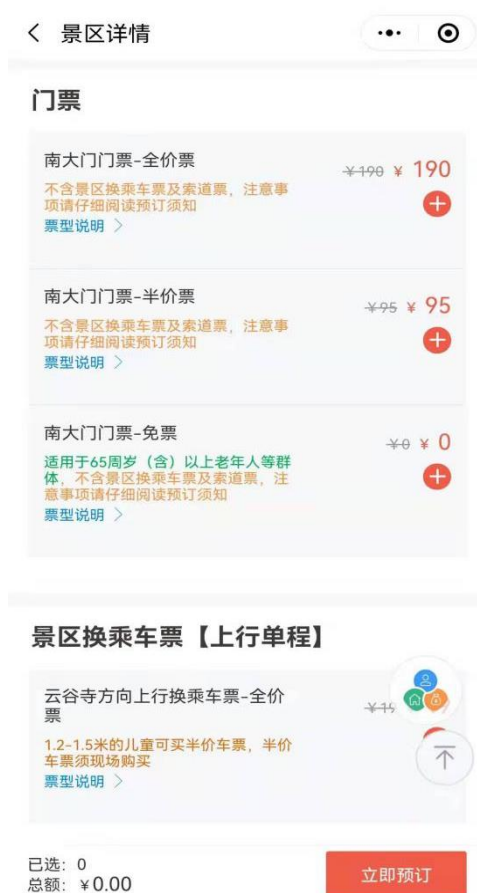 景区详情
门票
南大门门票-全价票
¥190 ¥ 190
不含景区换乘车票及索道票，注意事
项请仔细阅读预订须知
票型说明 >
南大门门票-半价票
¥95 ¥ 95
不含景区换乘车票及索道票，注意事
项请仔细阅读预订须知
票型说明 >
南大门门票-免票
¥0 ¥ 0
适用于65周岁（含）以上老年人等群
体，不含景区换乘车票及索道票，注
意事项请仔细阅读预订须知
票型说明 >
景区换乘车票【上行单程】
云谷寺方向上行换乘车票-全价
票
1.2-1.5米的儿童可买半价车票，半价
车票须现场购买
票型说明 >
已选：0
总额：¥0.00
立即预订